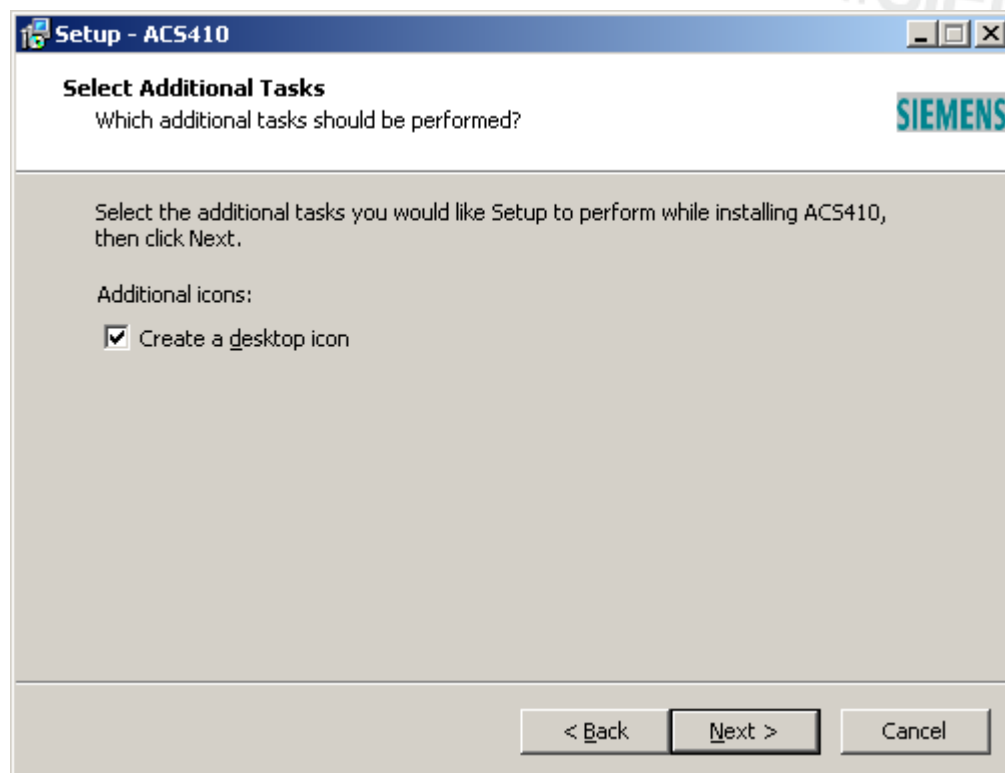 Setup - ACS410
Select Additional Tasks
Which additional tasks should be performed?
SIEMENS
Select the additional tasks you would like Setup to perform while installing ACS410,
then click Next.
Additional icons:
Create a desktop icon
< Back
Next >
Cancel